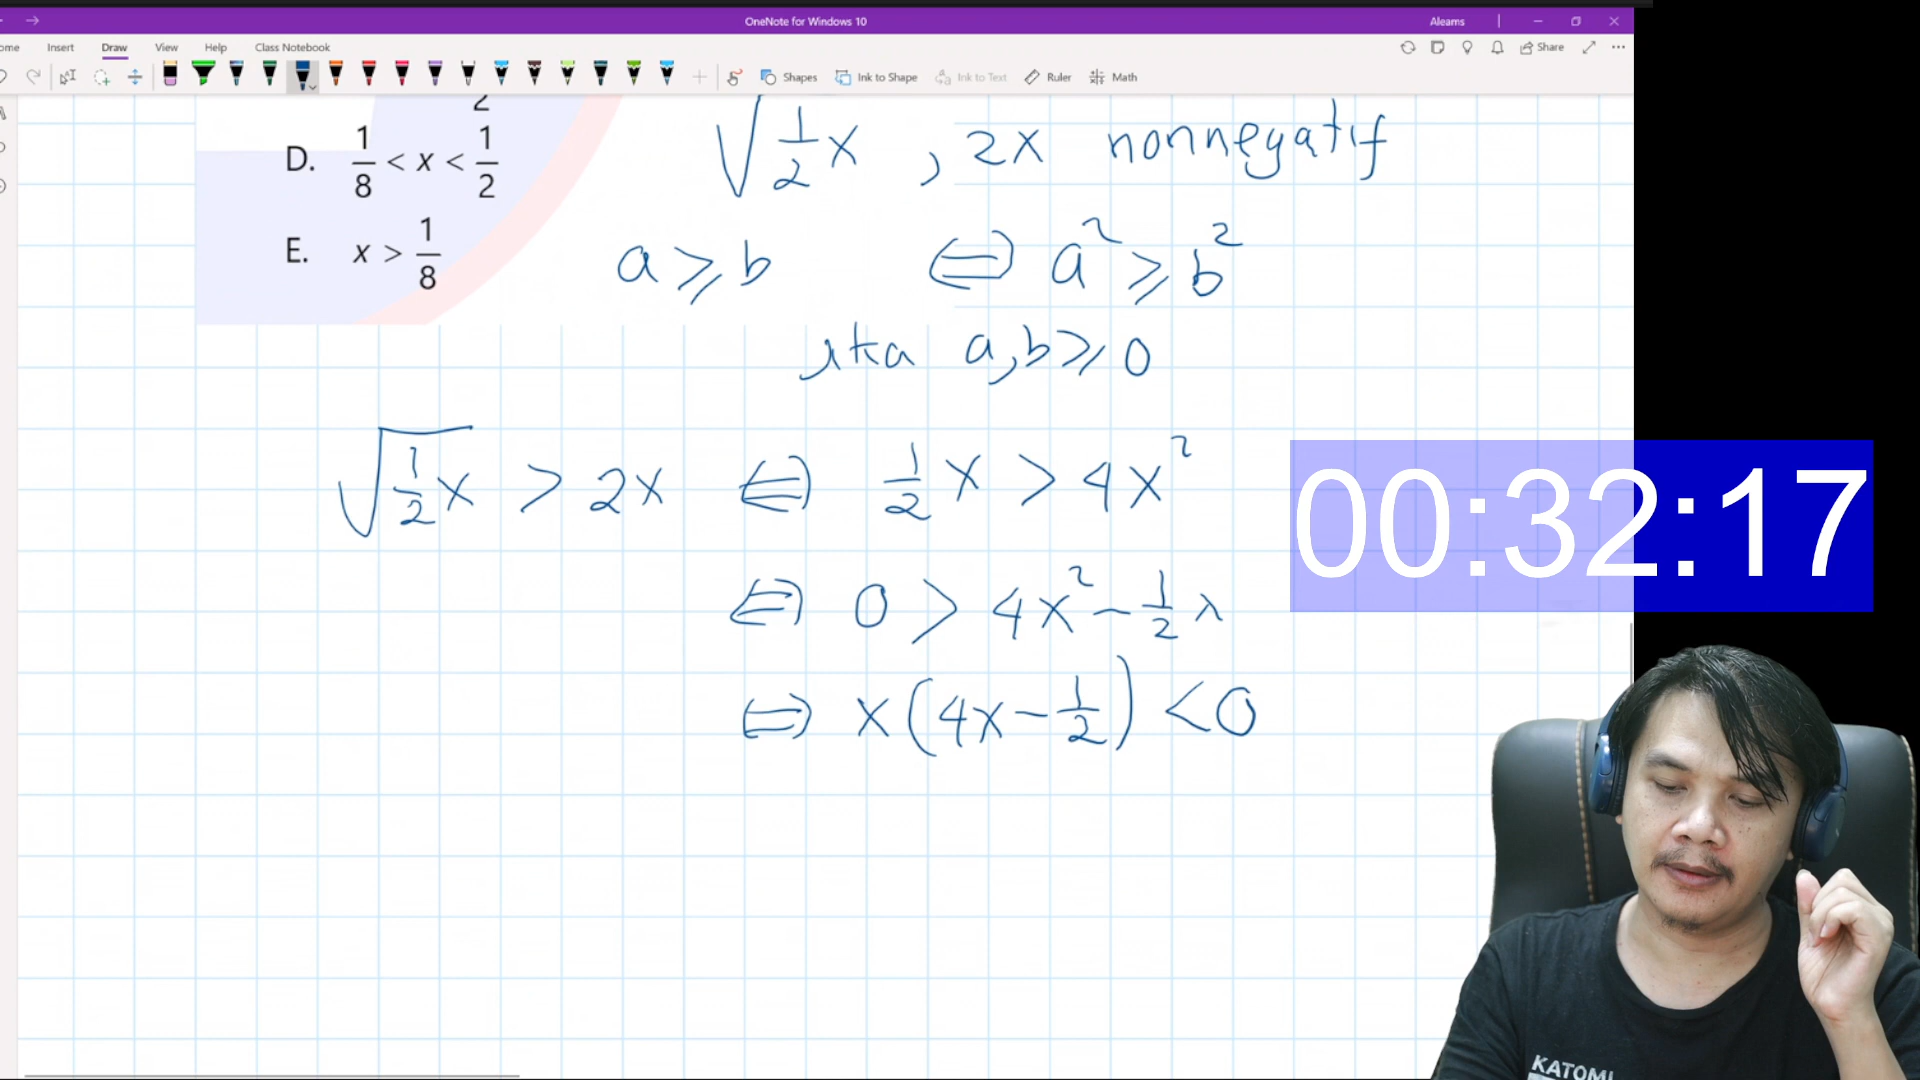 OneNote for Windows 10
Aleams
Insert Draw View Help Class Notebook
Share
Shapes Ink to Shape Ink to Text Ruler Math
2
D. 1/8 < x < 1/2
E. x > 1/8
√(1/2 x) , 2x nonnegatif
a ⩾ b ⇔ a² ⩾ b²
jika a, b ⩾ 0
√(1/2 x) > 2x ⇔ 1/2 x > 4x²
⇔ 0 > 4x² - 1/2 x
⇔ x(4x - 1/2) < 0
00:32:17
KATOMI